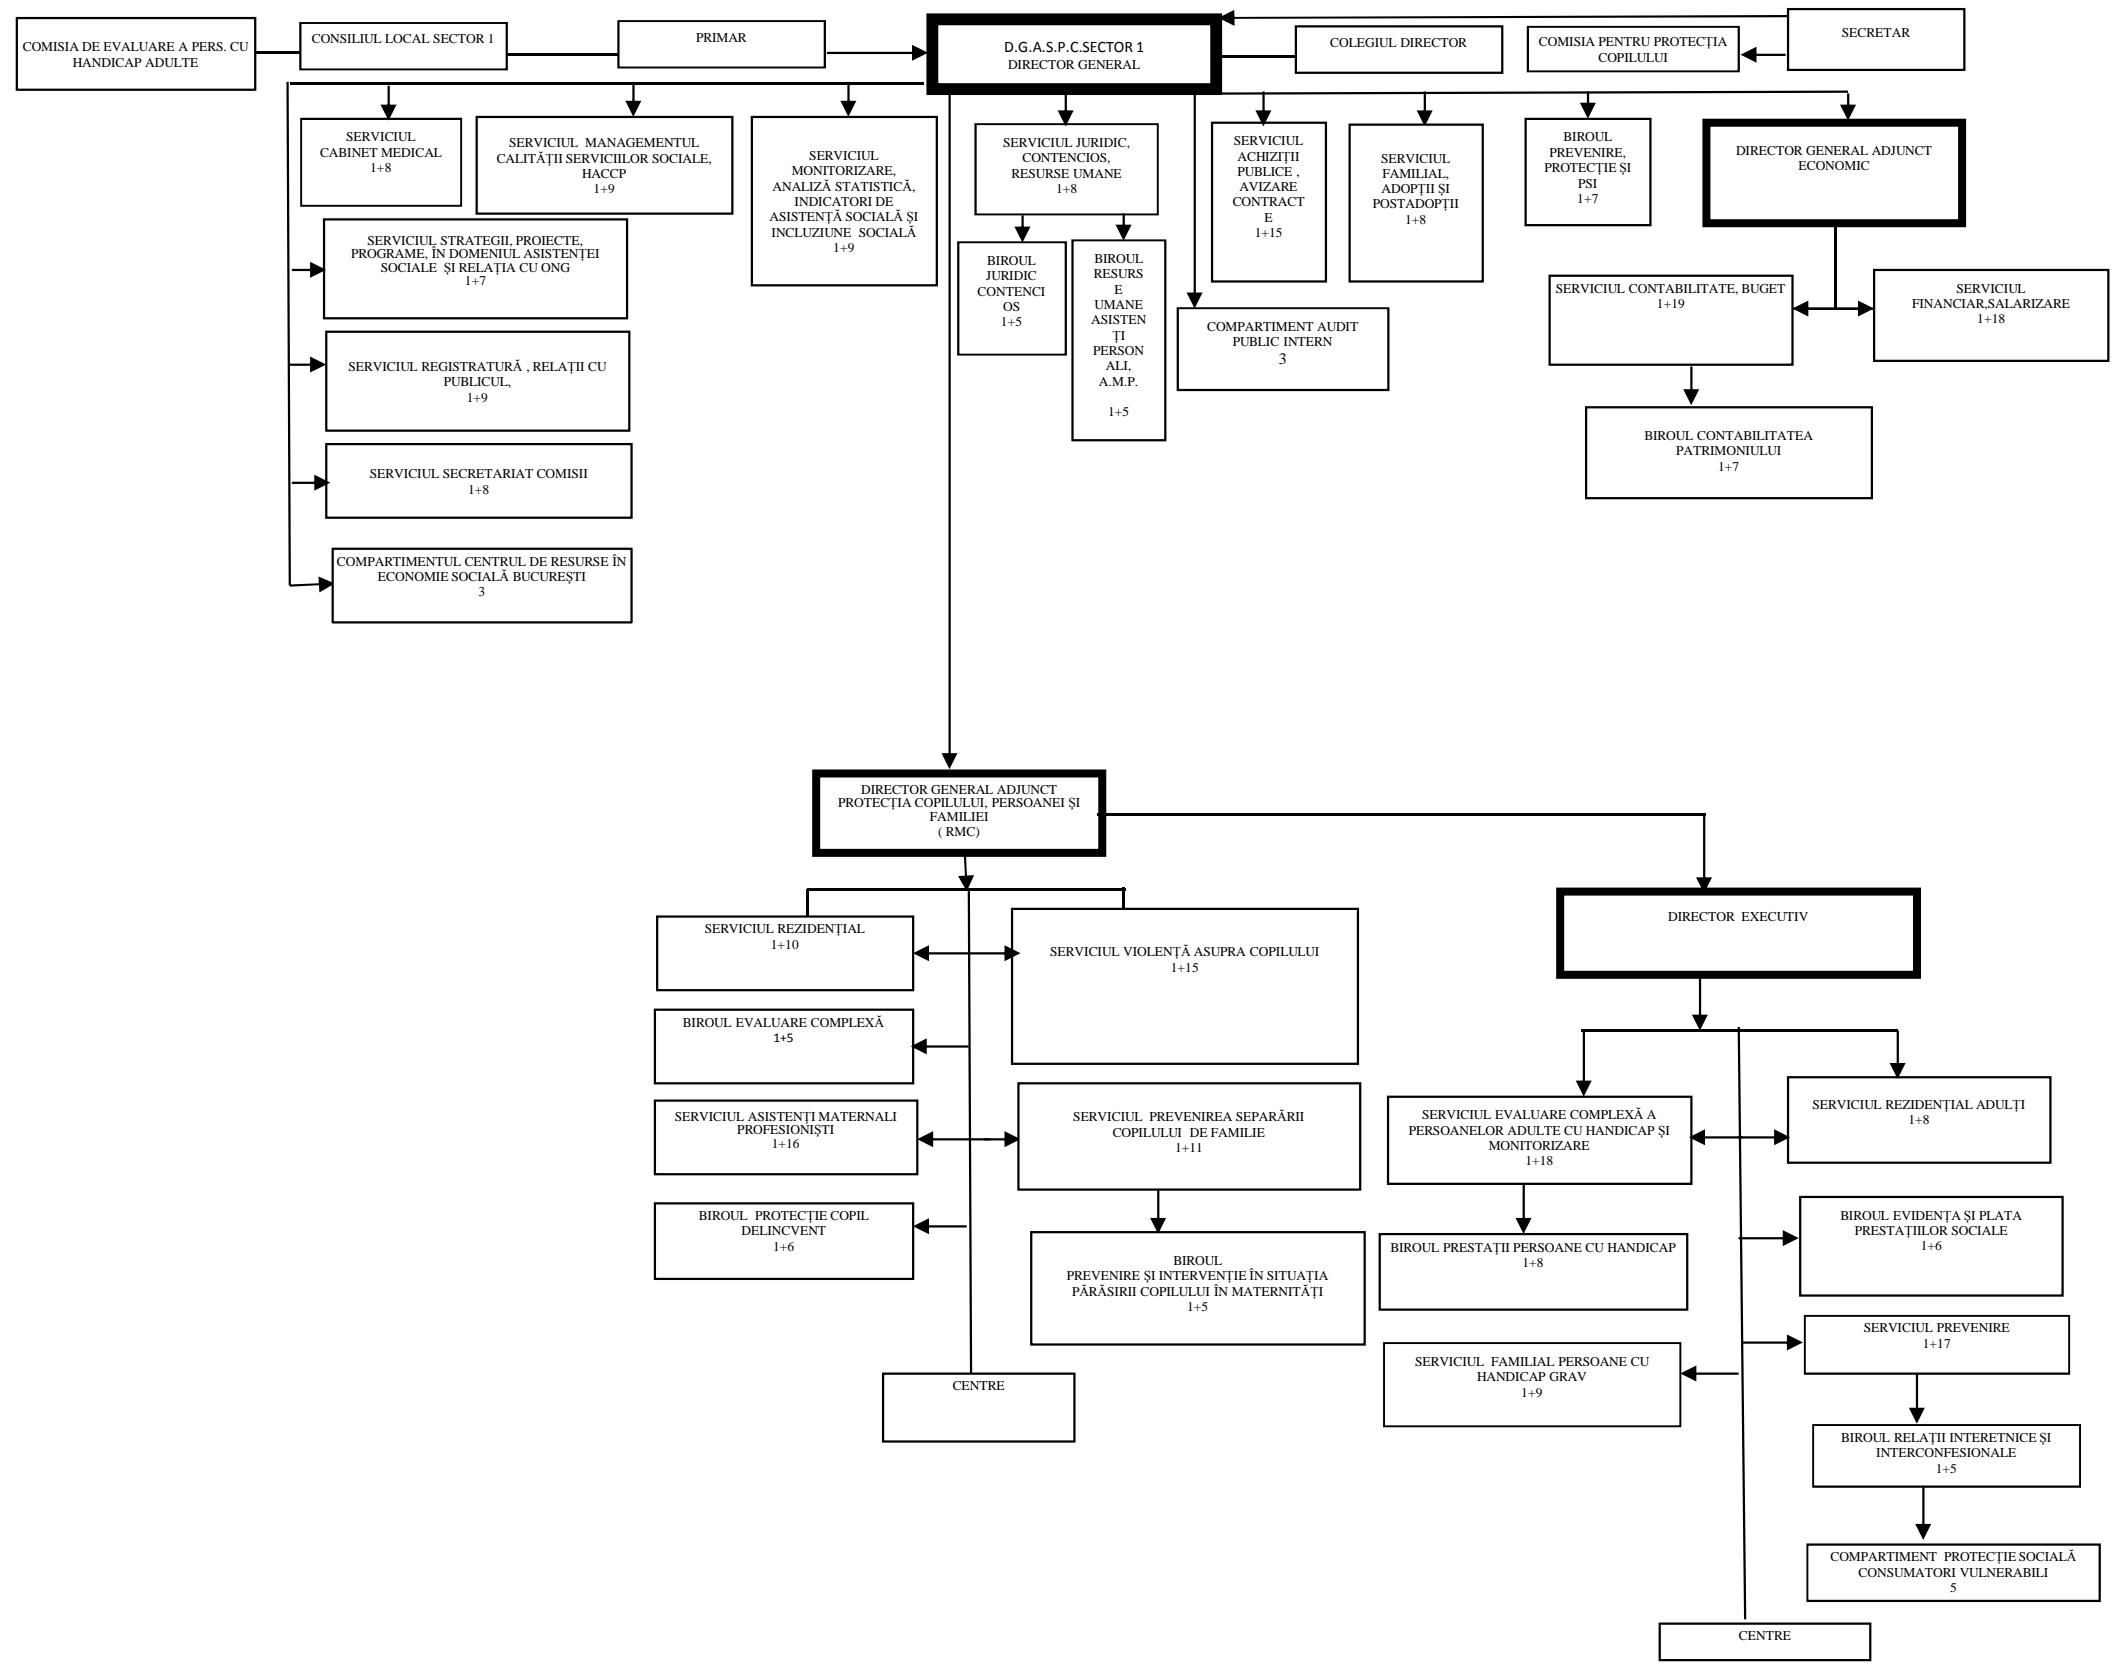 COMISIA DE EVALUARE A PERS. CU
HANDICAP ADULTE
CONSILIUL LOCAL SECTOR 1
PRIMAR
D.G.A.S.P.C.SECTOR 1
DIRECTOR GENERAL
COLEGIUL DIRECTOR
COMISIA PENTRU PROTECȚIA
COPILULUI
SECRETAR
SERVICIUL
CABINET MEDICAL
1+8
SERVICIUL MANAGEMENTUL
CALITĂȚII SERVICIILOR SOCIALE,
HACCP
1+9
SERVICIUL
MONITORIZARE,
ANALIZĂ STATISTICĂ,
INDICATORI DE
ASISTENȚĂ SOCIALĂ ȘI
INCLUZIUNE SOCIALĂ
1+9
SERVICIUL JURIDIC,
CONTENCIOS,
RESURSE UMANE
1+8
SERVICIUL
ACHIZIȚII
PUBLICE ,
AVIZARE
CONTRACT
E
1+15
SERVICIUL
FAMILIAL,
ADOPȚII ȘI
POSTADOPȚII
1+8
BIROUL
PREVENIRE,
PROTECȚIE ȘI
PSI
1+7
DIRECTOR GENERAL ADJUNCT
ECONOMIC
SERVICIUL STRATEGII, PROIECTE,
PROGRAME, ÎN DOMENIUL ASISTENȚEI
SOCIALE ȘI RELAȚIA CU ONG
1+7
BIROUL
JURIDIC
CONTENCI
OS
1+5
BIROUL
RESURS
E
UMANE
ASISTEN
ȚI
PERSON
ALI,
A.M.P.
1+5
COMPARTIMENT AUDIT
PUBLIC INTERN
3
SERVICIUL CONTABILITATE, BUGET
1+19
SERVICIUL
FINANCIAR,SALARIZARE
1+18
SERVICIUL REGISTRATURĂ , RELAȚII CU
PUBLICUL,
1+9
BIROUL CONTABILITATEA
PATRIMONIULUI
1+7
SERVICIUL SECRETARIAT COMISII
1+8
COMPARTIMENTUL CENTRUL DE RESURSE ÎN
ECONOMIE SOCIALĂ BUCUREȘTI
3
DIRECTOR GENERAL ADJUNCT
PROTECȚIA COPILULUI, PERSOANEI ȘI
FAMILIEI
( RMC)
SERVICIUL REZIDENȚIAL
1+10
SERVICIUL VIOLENȚĂ ASUPRA COPILULUI
1+15
DIRECTOR EXECUTIV
BIROUL EVALUARE COMPLEXĂ
1+5
SERVICIUL ASISTENȚI MATERNALI
PROFESIONIȘTI
1+16
SERVICIUL PREVENIREA SEPARĂRII
COPILULUI DE FAMILIE
1+11
SERVICIUL EVALUARE COMPLEXĂ A
PERSOANELOR ADULTE CU HANDICAP ȘI
MONITORIZARE
1+18
SERVICIUL REZIDENȚIAL ADULȚI
1+8
BIROUL PROTECȚIE COPIL
DELINCVENT
1+6
BIROUL
PREVENIRE ȘI INTERVENȚIE ÎN SITUAȚIA
PĂRĂSIRII COPILULUI ÎN MATERNITĂȚI
1+5
BIROUL PRESTAȚII PERSOANE CU HANDICAP
1+8
BIROUL EVIDENȚA ȘI PLATA
PRESTAȚIILOR SOCIALE
1+6
SERVICIUL FAMILIAL PERSOANE CU
HANDICAP GRAV
1+9
SERVICIUL PREVENIRE
1+17
CENTRE
BIROUL RELAȚII INTERETNICE ȘI
INTERCONFESIONALE
1+5
COMPARTIMENT PROTECȚIE SOCIALĂ
CONSUMATORI VULNERABILI
5
CENTRE